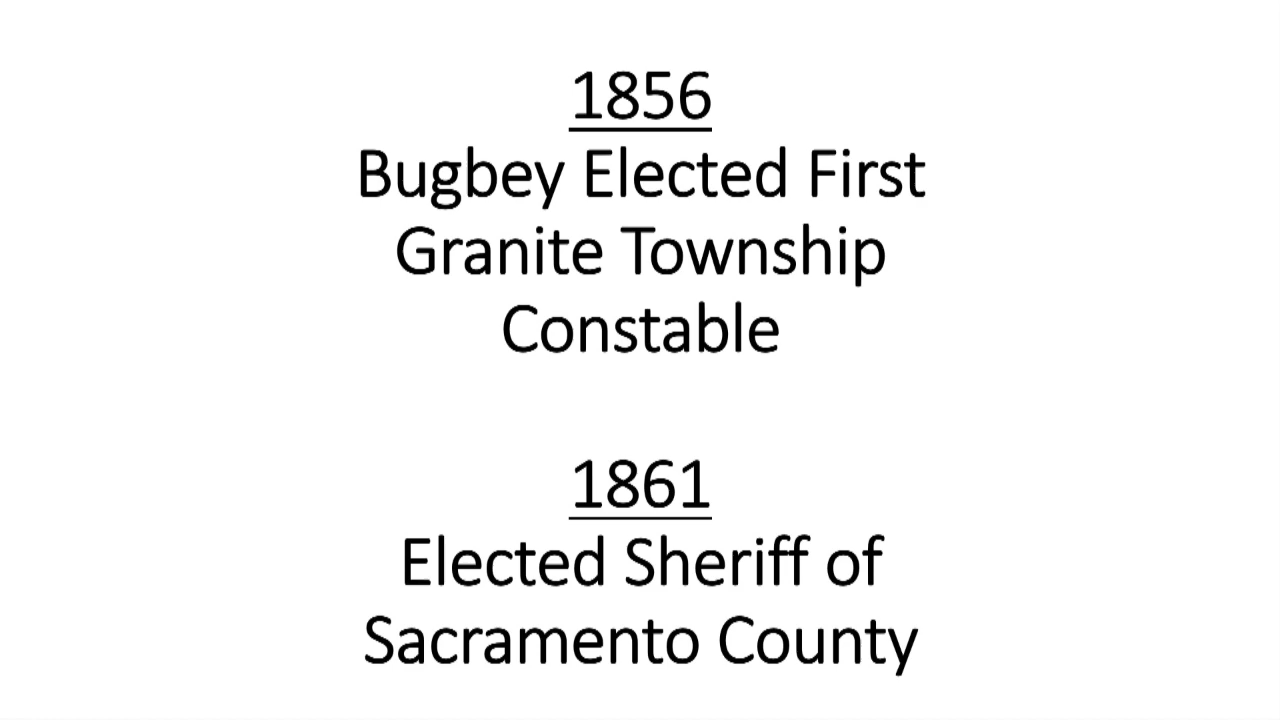 1856
Bugbey Elected First
Granite Township
Constable
1861
Elected Sheriff of
Sacramento County